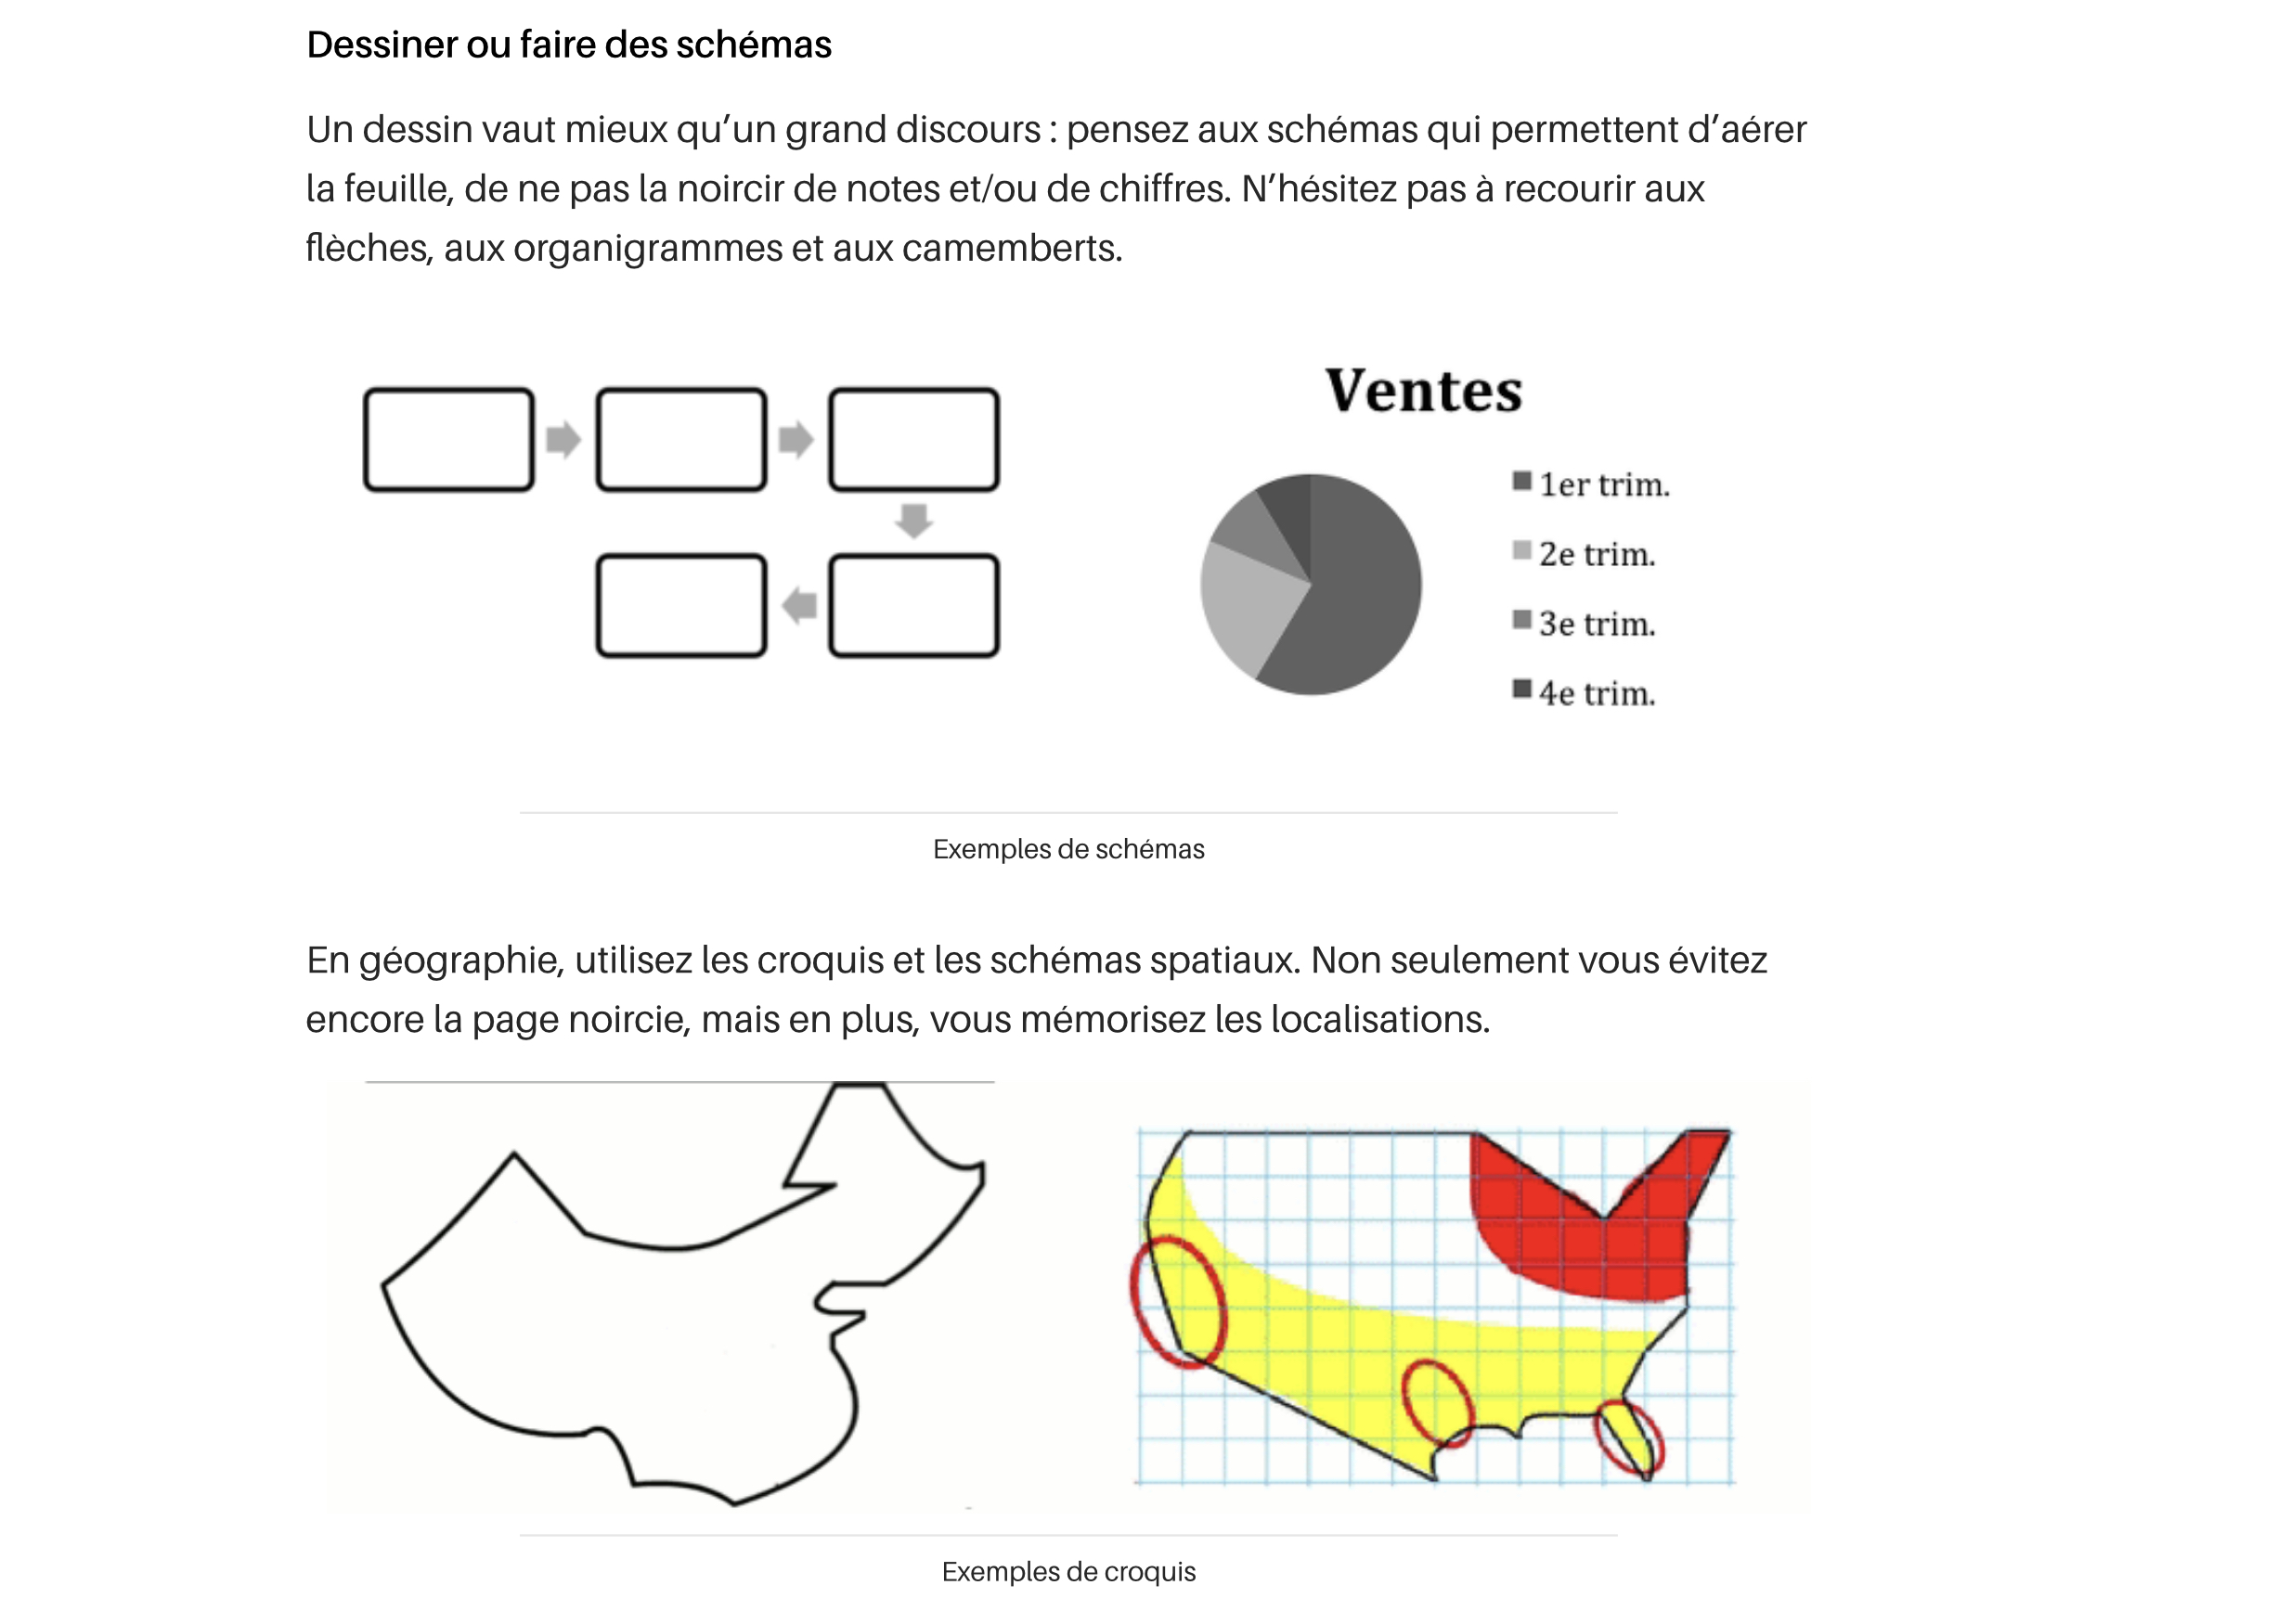 Dessiner ou faire des schémas
Un dessin vaut mieux qu’un grand discours : pensez aux schémas qui permettent d’aérer
la feuille, de ne pas la noircir de notes et/ou de chiffres. N’hésitez pas à recourir aux
flèches, aux organigrammes et aux camemberts.
Ventes
1er trim.
2e trim.
3e trim.
4e trim.
Exemples de schémas
En géographie, utilisez les croquis et les schémas spatiaux. Non seulement vous évitez
encore la page noircie, mais en plus, vous mémorisez les localisations.
Exemples de croquis